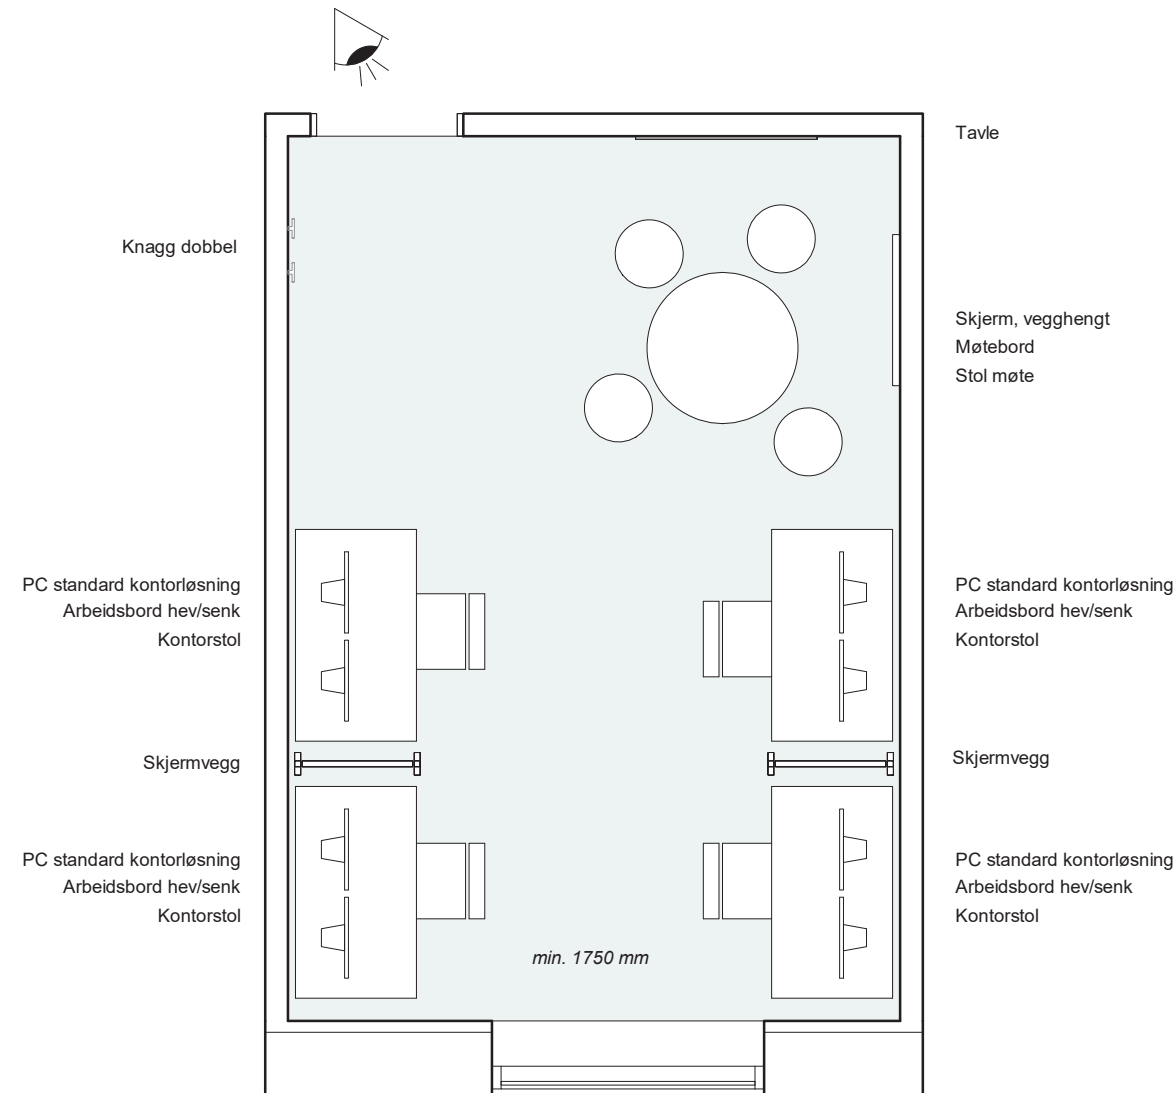 Tavle
Knagg dobbel
Skjerm, vegghengt
Møtebord
Stol møte
PC standard kontorløsning
Arbeidsbord hev/senk
Kontorstol
PC standard kontorløsning
Arbeidsbord hev/senk
Kontorstol
Skjermvegg
Skjermvegg
PC standard kontorløsning
Arbeidsbord hev/senk
Kontorstol
PC standard kontorløsning
Arbeidsbord hev/senk
Kontorstol
min. 1750 mm